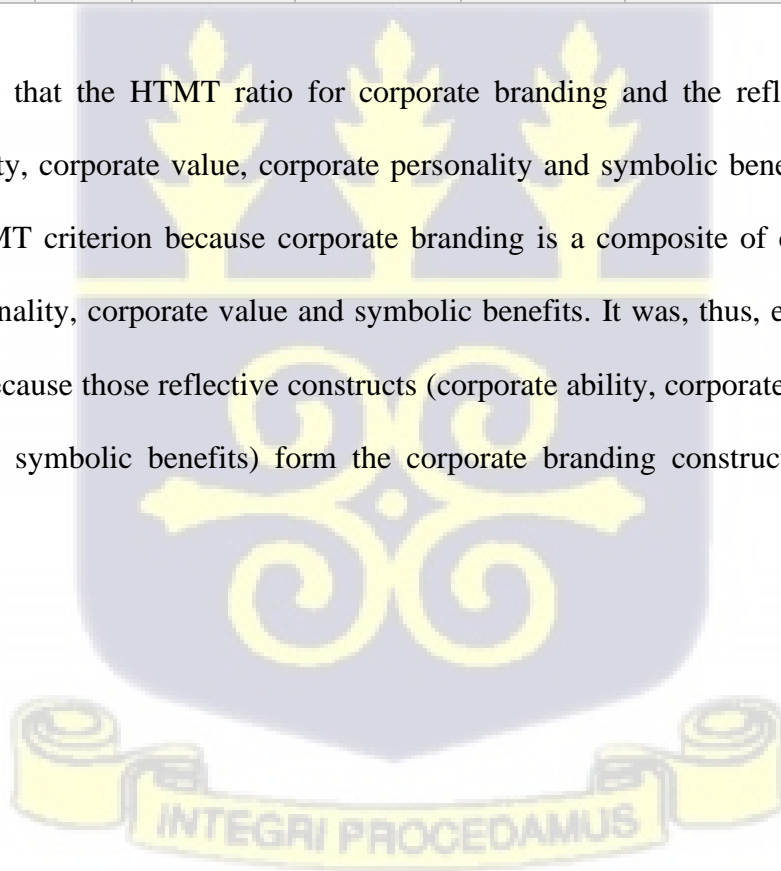 that the HTMT ratio for corporate branding and the refl
ty, corporate value, corporate personality and symbolic bene
MT criterion because corporate branding is a composite of
nality, corporate value and symbolic benefits. It was, thus, e
ecause those reflective constructs (corporate ability, corporate
symbolic benefits) form the corporate branding construct
INTEGRI PROCEDAMUS